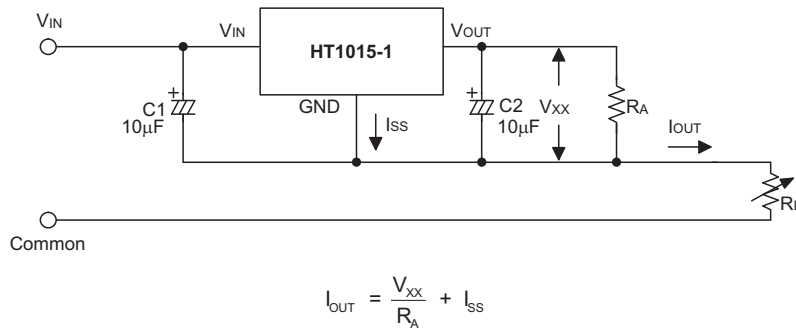 VIN
VIN
HT1015-1
VOUT
GND
C1
10μF
ISS
C2
10μF
VXX
RA
IOUT
Common
IOUT = VXX / RA + ISS